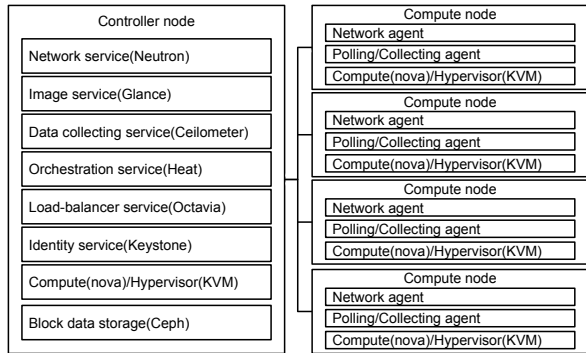 Controller node
Network service(Neutron)
Image service(Glance)
Data collecting service(Ceilometer)
Orchestration service(Heat)
Load-balancer service(Octavia)
Identity service(Keystone)
Compute(nova)/Hypervisor(KVM)
Block data storage(Ceph)
Compute node
Network agent
Polling/Collecting agent
Compute(nova)/Hypervisor(KVM)
Compute node
Network agent
Polling/Collecting agent
Compute(nova)/Hypervisor(KVM)
Compute node
Network agent
Polling/Collecting agent
Compute(nova)/Hypervisor(KVM)
Compute node
Network agent
Polling/Collecting agent
Compute(nova)/Hypervisor(KVM)